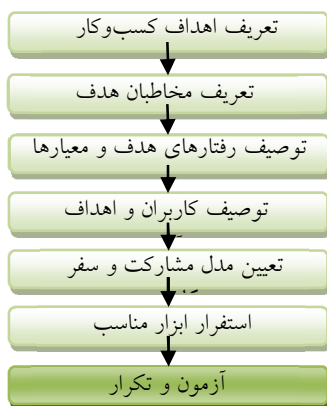 تعریف اهداف کسب‌وکار
تعریف مخاطبان هدف
توصیف رفتارهای هدف و معیارها
توصیف کاربران و اهداف
تعیین مدل مشارکت و سفر
استفرار ابزار مناسب
آزمون و تکرار